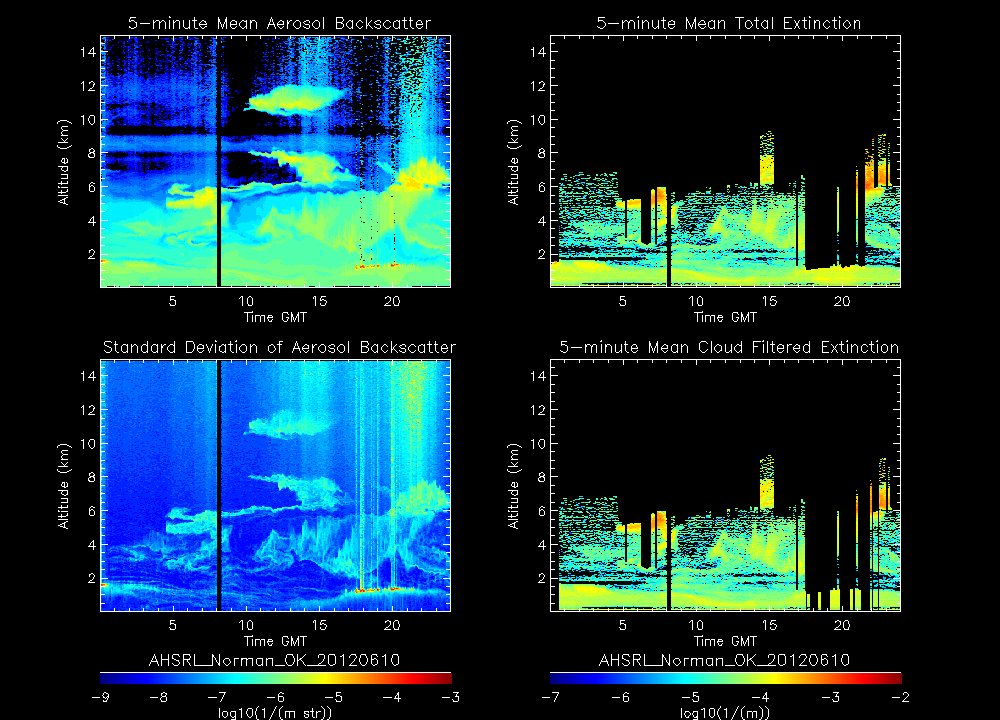 5-minute Mean Aerosol Backscatter
5-minute Mean Total Extinction
Altitude (km)
14
12
10
8
6
4
2
5
10
15
20
Time GMT
Altitude (km)
14
12
10
8
6
4
2
5
10
15
20
Time GMT
Standard Deviation of Aerosol Backscatter
5-minute Mean Cloud Filtered Extinction
Altitude (km)
14
12
10
8
6
4
2
5
10
15
20
Time GMT
Altitude (km)
14
12
10
8
6
4
2
5
10
15
20
Time GMT
AHSRL_Norman_OK_20120610
-9 -8 -7 -6 -5 -4 -3
log10(1/(m str))
AHSRL_Norman_OK_20120610
-7 -6 -5 -4 -3 -2
log10(1/(m))